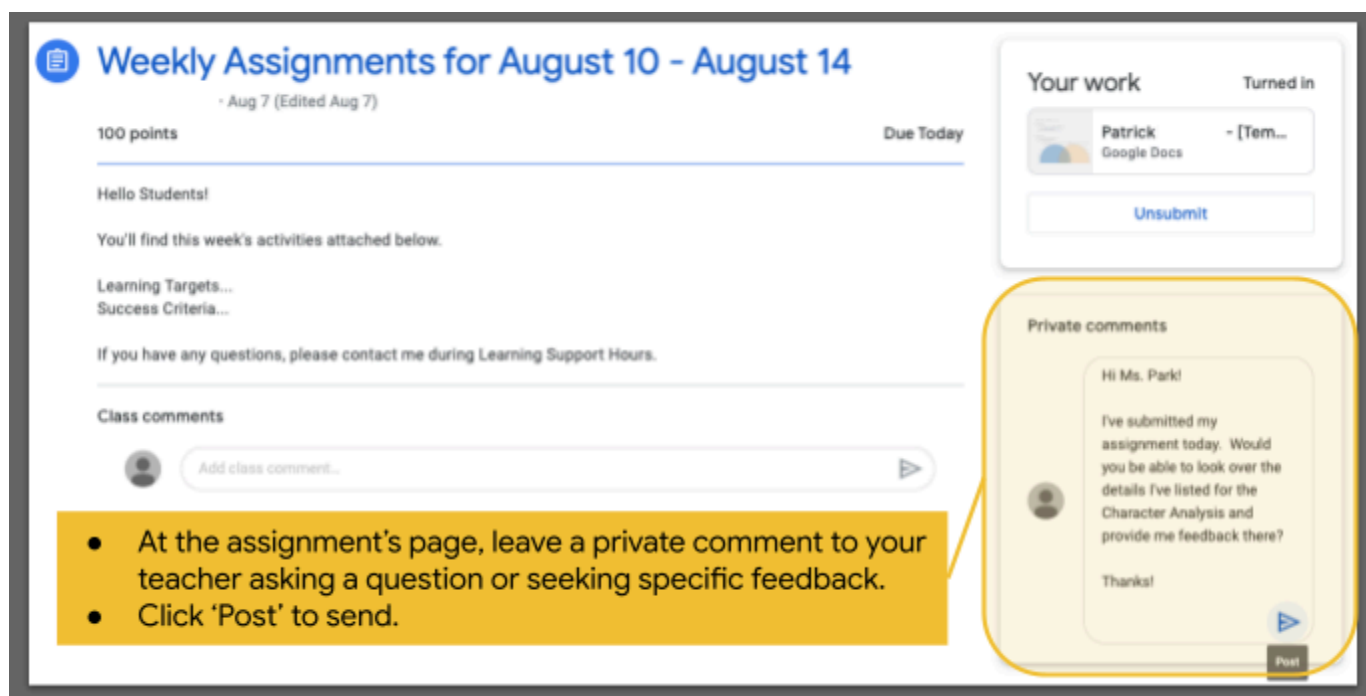 Weekly Assignments for August 10 - August 14
· Aug 7 (Edited Aug 7)
100 points
Due Today
Hello Students!
You'll find this week's activities attached below.
Learning Targets...
Success Criteria...
If you have any questions, please contact me during Learning Support Hours.
Class comments
Add class comment...
● At the assignment's page, leave a private comment to your
teacher asking a question or seeking specific feedback.
● Click 'Post' to send.
Your work
Turned in
Patrick - [Tem...
Google Docs
Unsubmit
Private comments
Hi Ms. Park!
I've submitted my
assignment today. Would
you be able to look over the
details I've listed for the
Character Analysis and
provide me feedback there?
Thanks!
Post